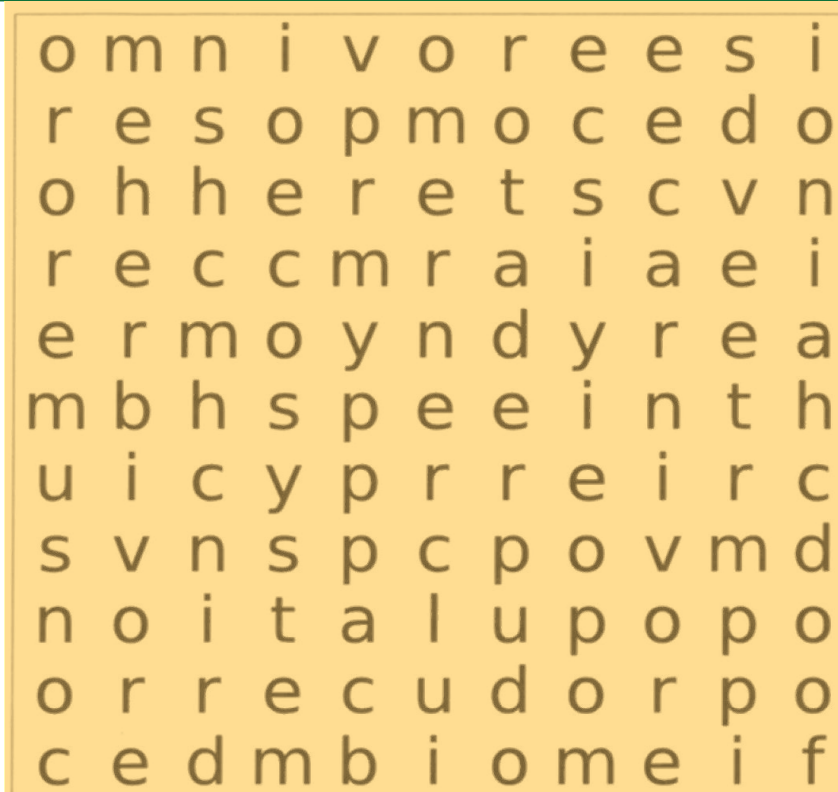 o m n i v o r e e s i
r e s o p m o c e d o
o h h e r e t s c v n
r e c c m r a i a e i
e r m o y n d y r e a
m b h s p e e i n t h
u i c y p r r e i r c
s v n s p c p o v m d
n o i t a l u p o p o
o r r e c u d o r p o
c e d m b i o m e i f